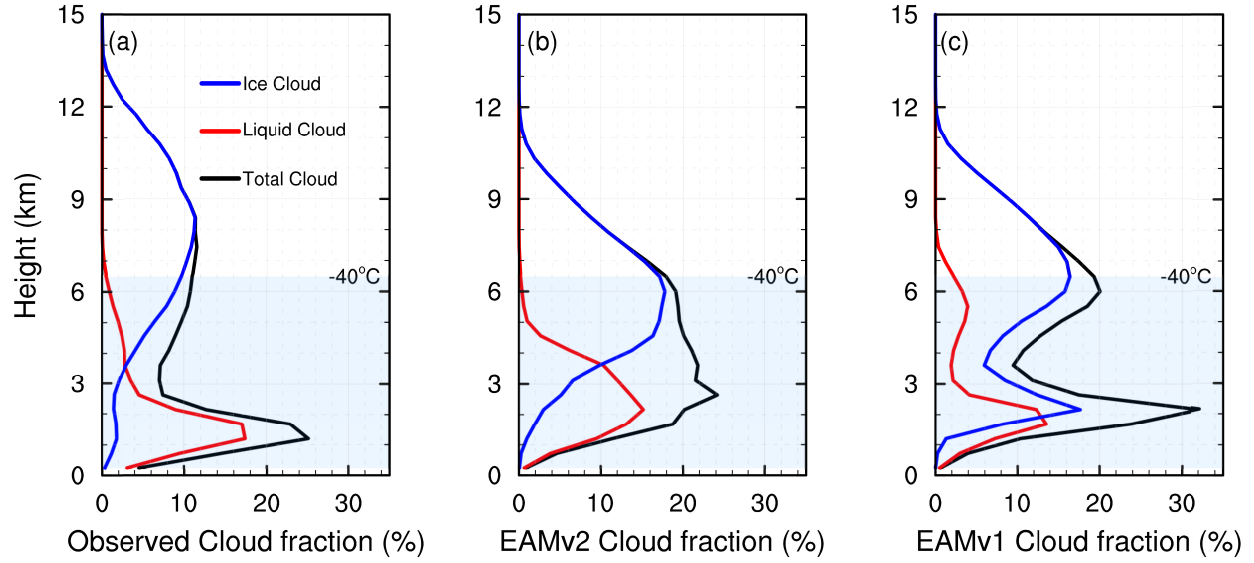 15
12
9
6
3
0
Height (km)
(a)
Ice Cloud
Liquid Cloud
Total Cloud
-40°C
0 10 20 30
Observed Cloud fraction (%)
15
12
9
6
3
0
(b)
-40°C
0 10 20 30
EAMv2 Cloud fraction (%)
15
12
9
6
3
0
(c)
-40°C
0 10 20 30
EAMv1 Cloud fraction (%)